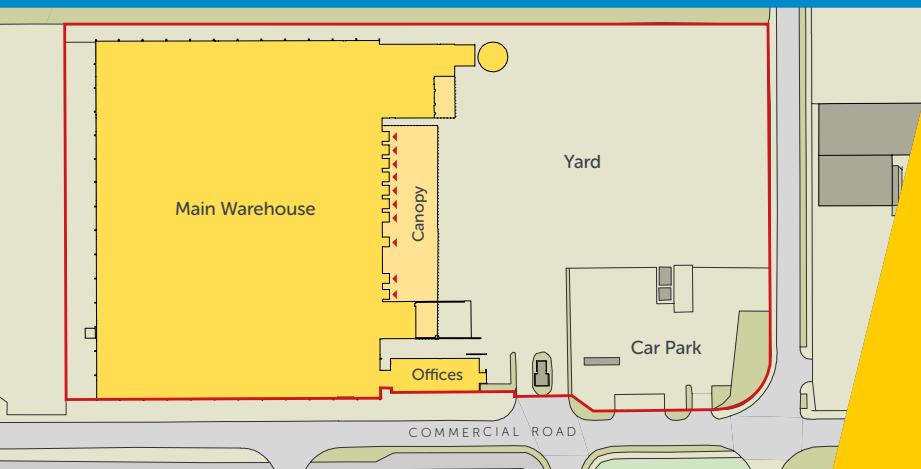 Yard
Main Warehouse
Canopy
Car Park
Offices
COMMERCIAL ROAD